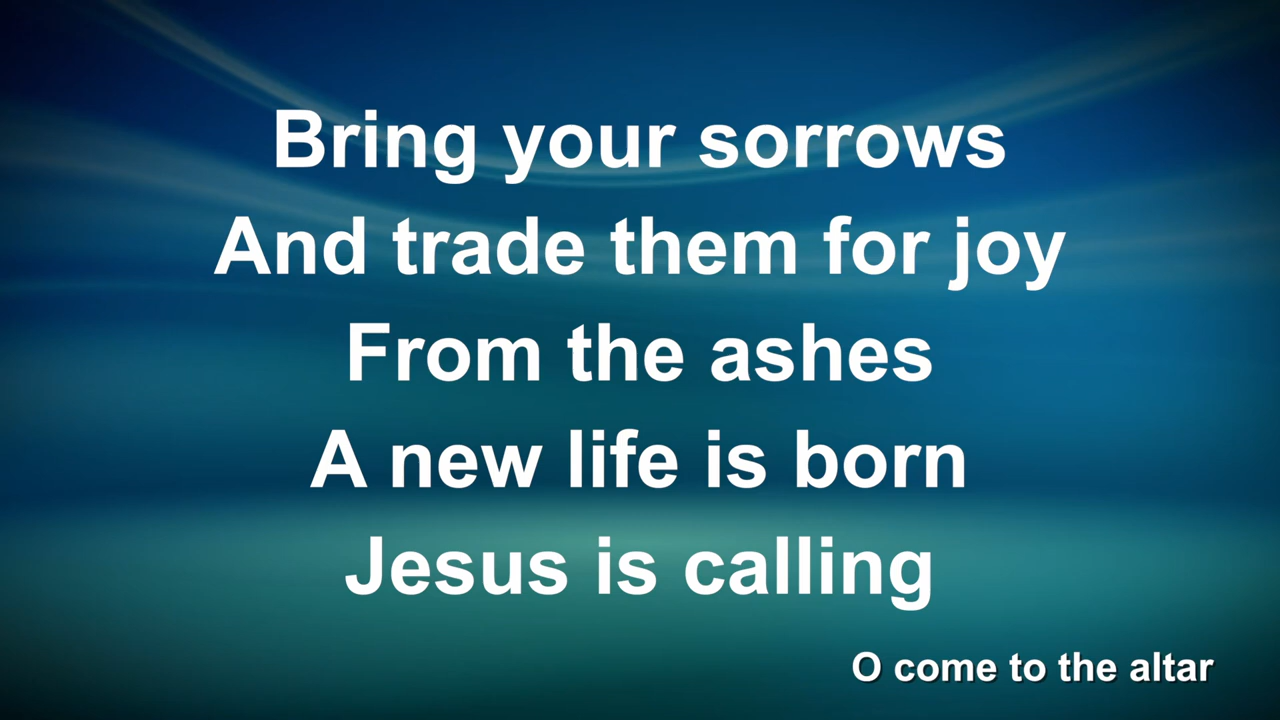 Bring your sorrows
And trade them for joy
From the ashes
A new life is born
Jesus is calling
O come to the altar